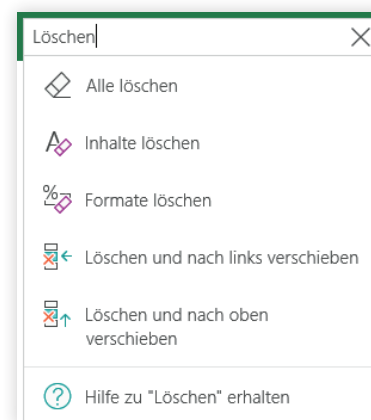 Löschen
Alle löschen
Inhalte löschen
Formate löschen
Löschen und nach links verschieben
Löschen und nach oben
verschieben
Hilfe zu "Löschen" erhalten